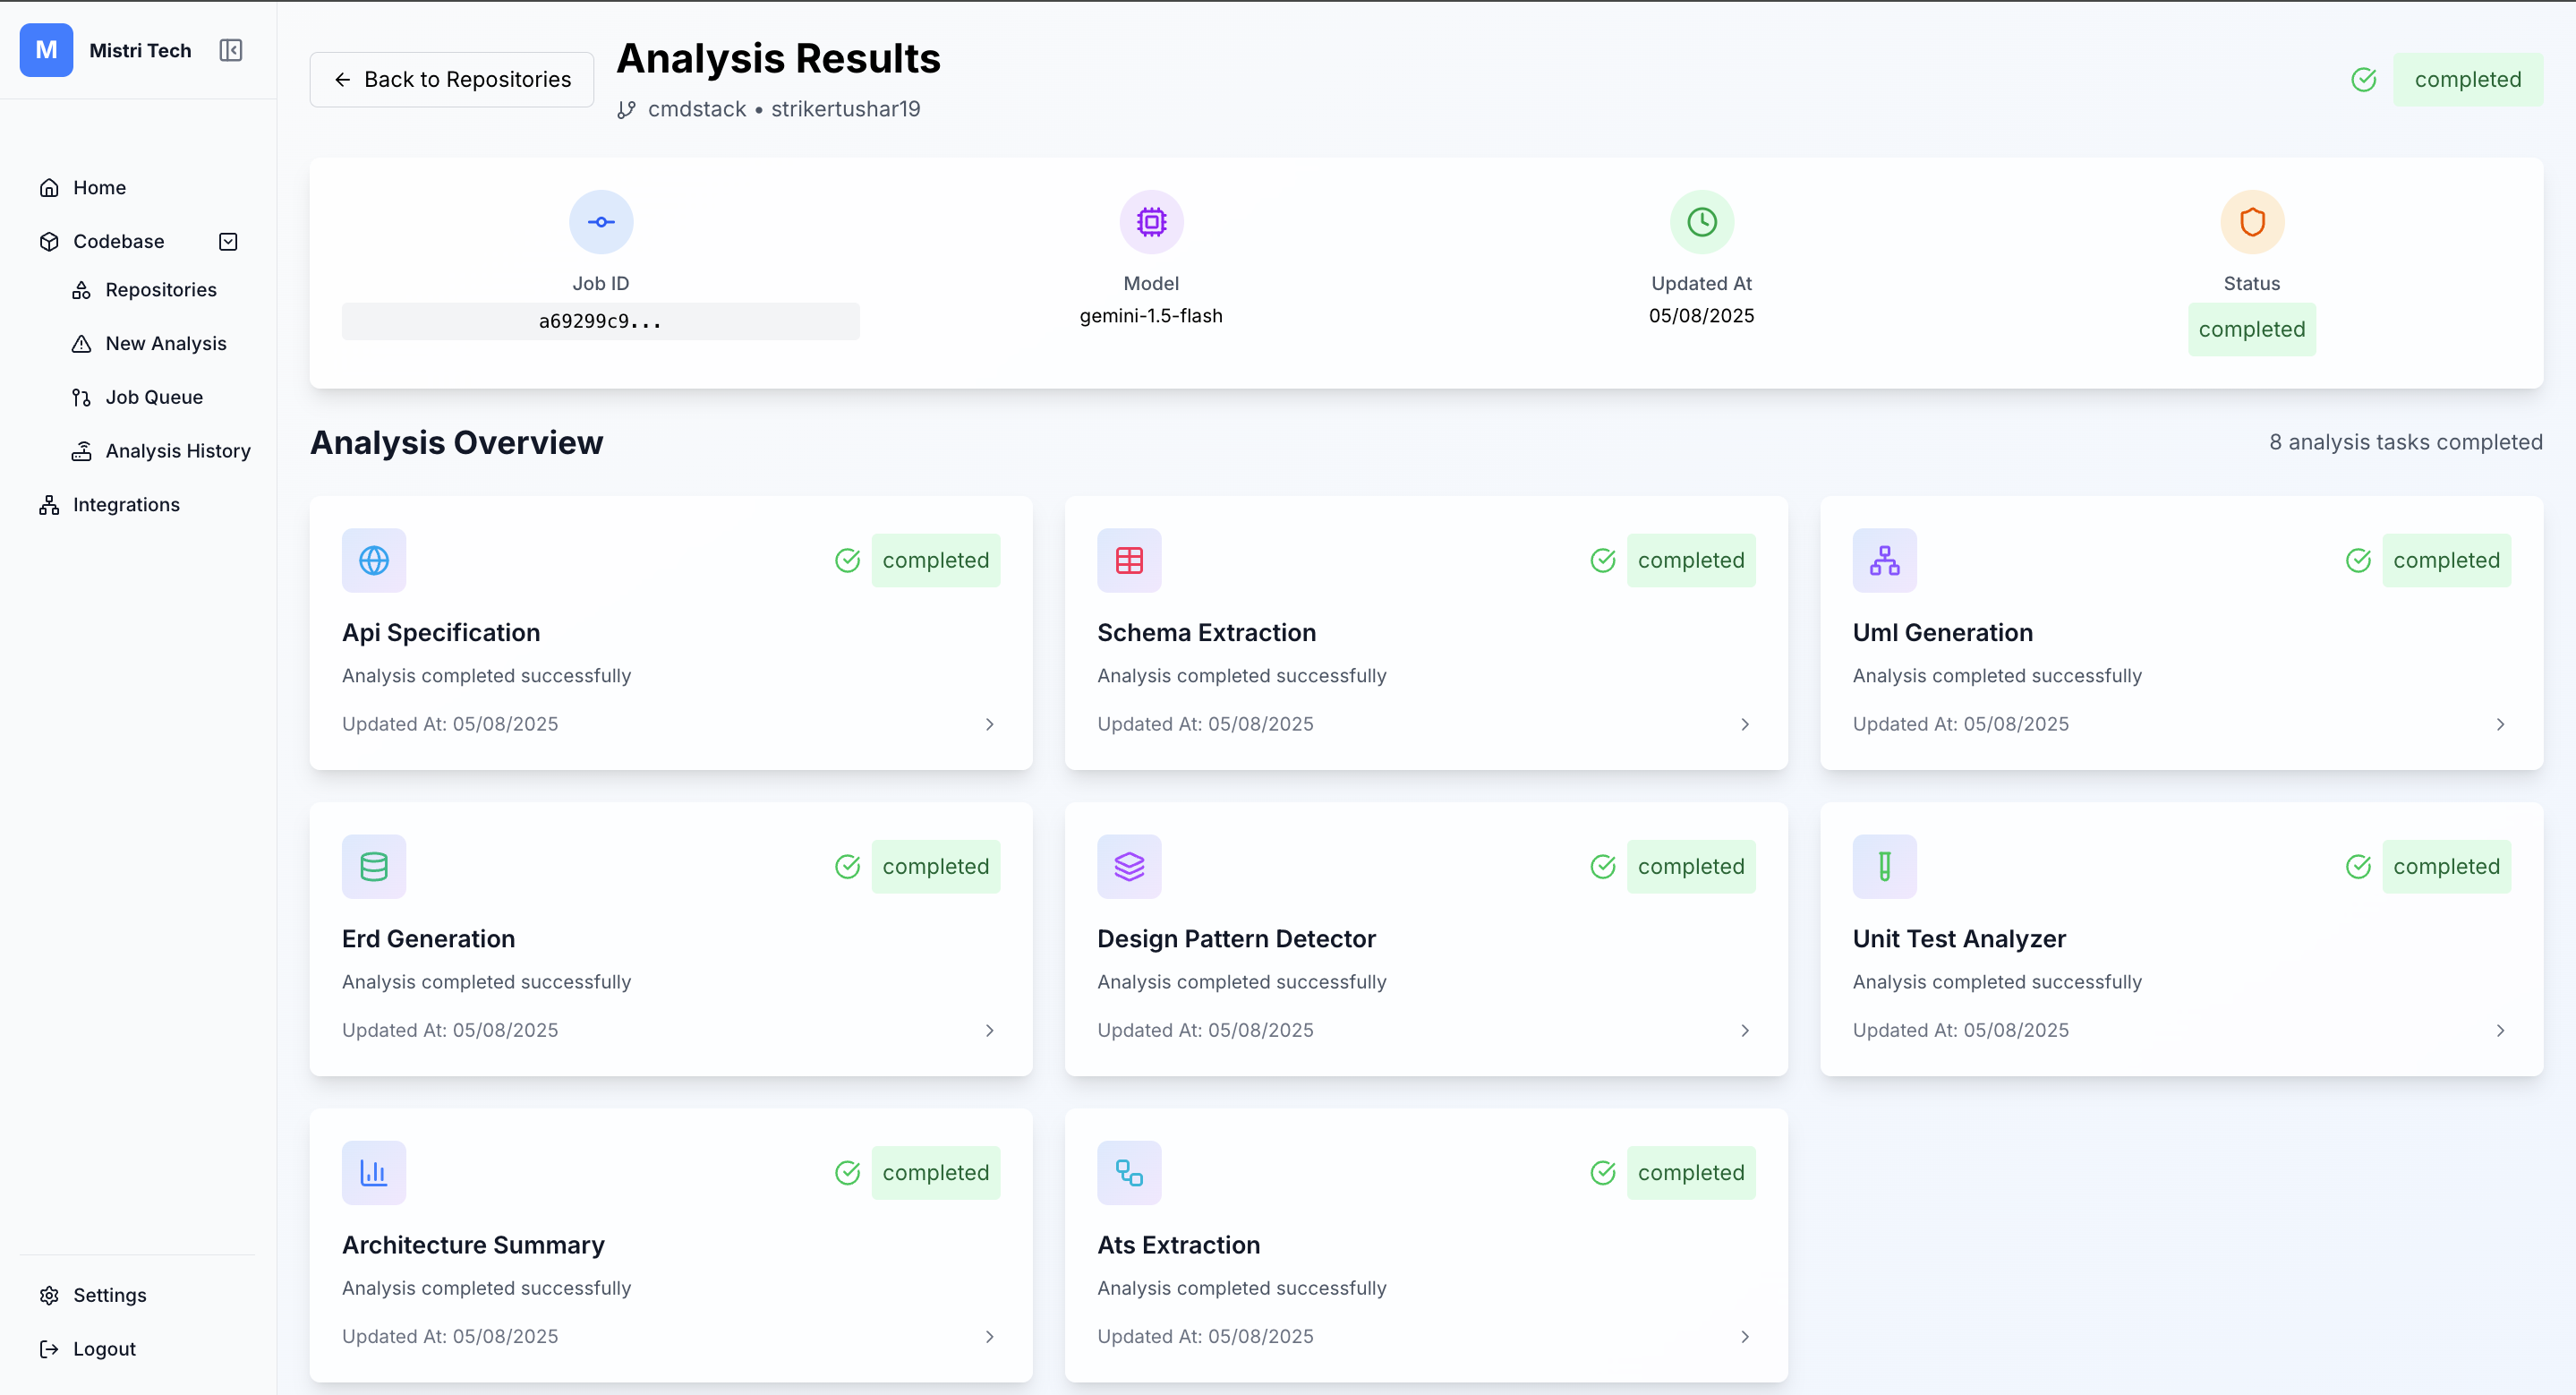 M
Mistri Tech
Home
Codebase
Repositories
New Analysis
Job Queue
Analysis History
Integrations
Settings
Logout
Back to Repositories
Analysis Results
cmdstack • strikertushar19
completed
Job ID
a69299c9...
Model
gemini-1.5-flash
Updated At
05/08/2025
Status
completed
Analysis Overview
8 analysis tasks completed
completed
Api Specification
Analysis completed successfully
Updated At: 05/08/2025
completed
Schema Extraction
Analysis completed successfully
Updated At: 05/08/2025
completed
Uml Generation
Analysis completed successfully
Updated At: 05/08/2025
completed
Erd Generation
Analysis completed successfully
Updated At: 05/08/2025
completed
Design Pattern Detector
Analysis completed successfully
Updated At: 05/08/2025
completed
Unit Test Analyzer
Analysis completed successfully
Updated At: 05/08/2025
completed
Architecture Summary
Analysis completed successfully
Updated At: 05/08/2025
completed
Ats Extraction
Analysis completed successfully
Updated At: 05/08/2025